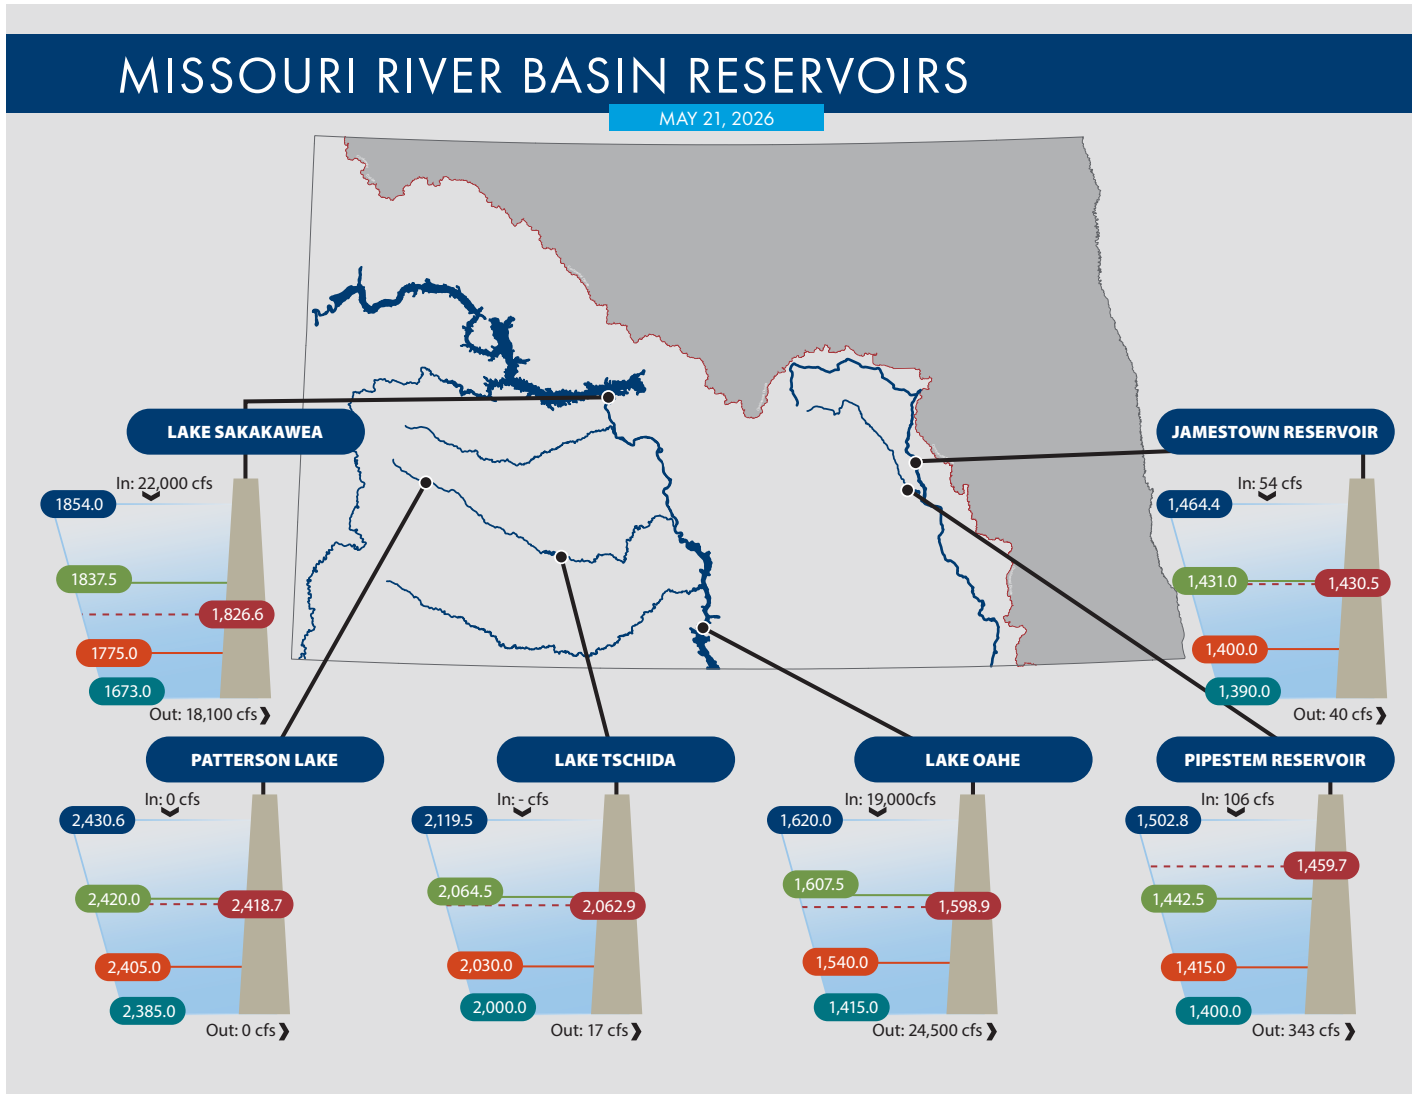 MISSOURI RIVER BASIN RESERVOIRS
MAY 21, 2026
LAKE SAKAKAWEA
In: 22,000 cfs
1854.0
1837.5
1,826.6
1775.0
1673.0
Out: 18,100 cfs
JAMESTOWN RESERVOIR
In: 54 cfs
1,464.4
1,431.0
1,430.5
1,400.0
1,390.0
Out: 40 cfs
PATTERSON LAKE
In: 0 cfs
2,430.6
2,420.0
2,418.7
2,405.0
2,385.0
Out: 0 cfs
LAKE TSCHIDA
In: - cfs
2,119.5
2,064.5
2,062.9
2,030.0
2,000.0
Out: 17 cfs
LAKE OAHE
In: 19,000cfs
1,620.0
1,607.5
1,598.9
1,540.0
1,415.0
Out: 24,500 cfs
PIPESTEM RESERVOIR
In: 106 cfs
1,502.8
1,459.7
1,442.5
1,415.0
1,400.0
Out: 343 cfs